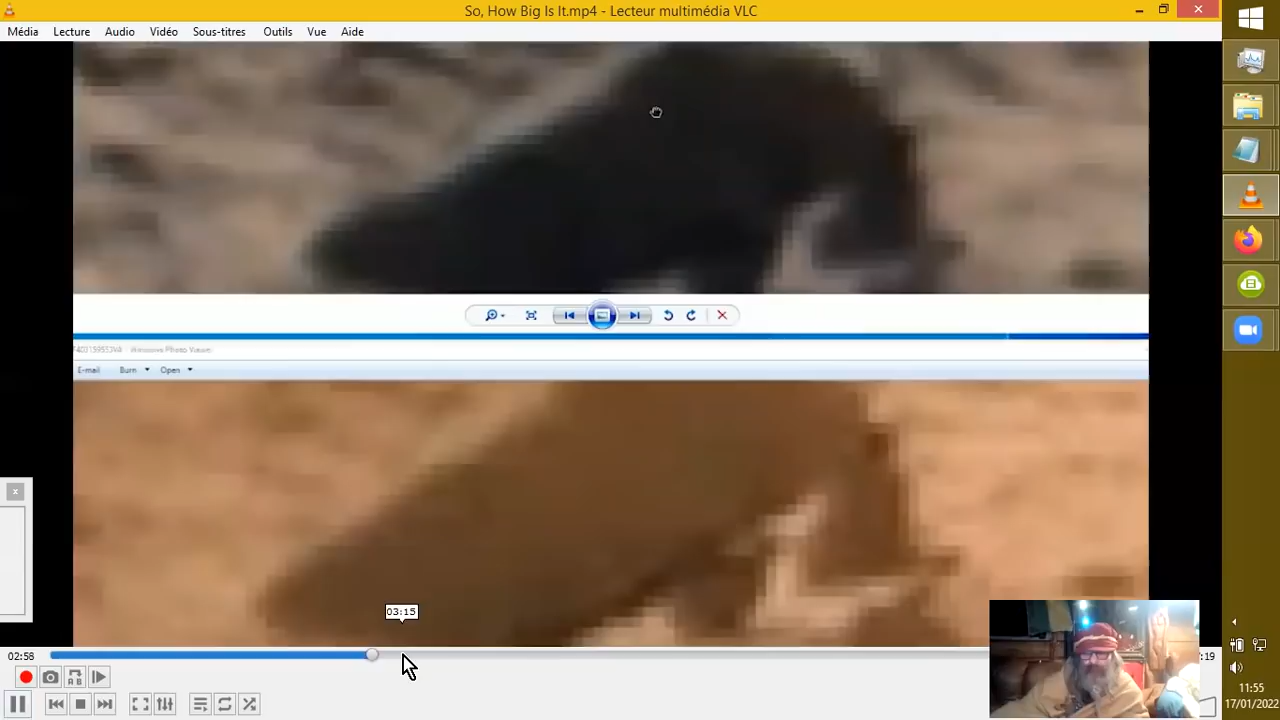 So, How Big Is It.mp4 - Lecteur multimédia VLC
Média Lecture Audio Vidéo Sous-titres Outils Vue Aide
Windows Photo Viewer
E-mail Burn Open
03:15
02:58
:19
A B
11:55
17/01/2022